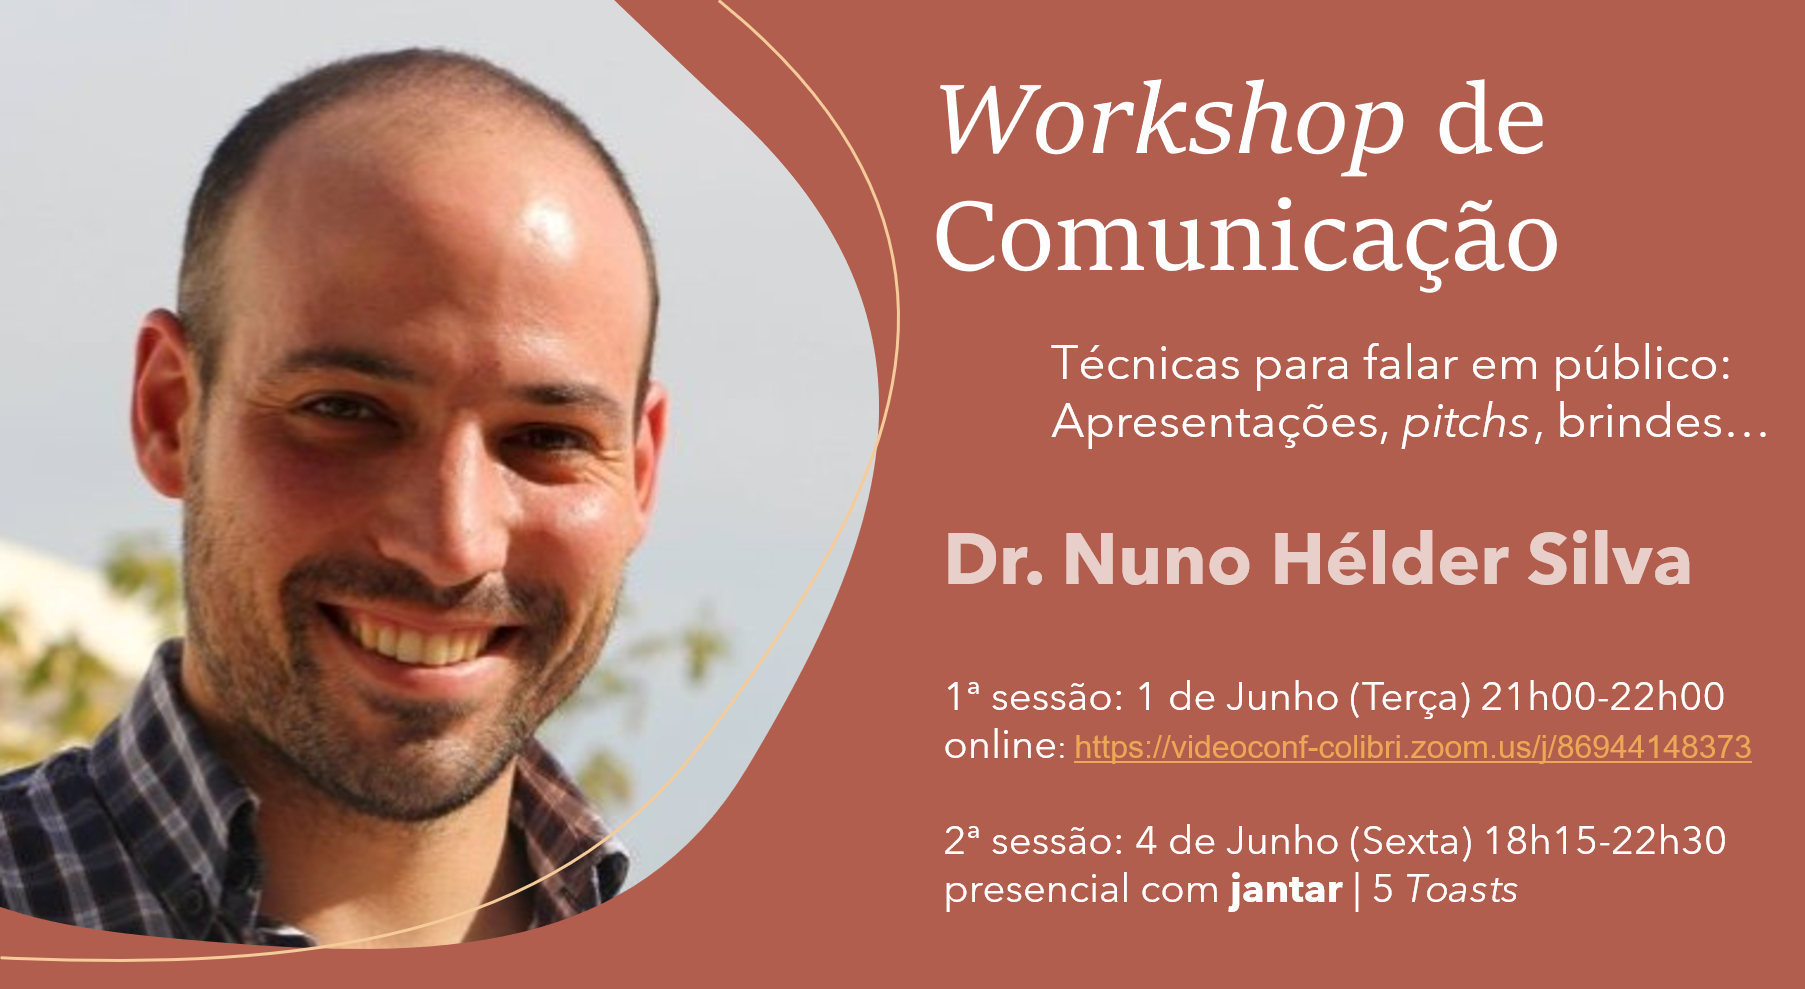 Workshop de
Comunicação
Técnicas para falar em público:
Apresentações, pitchs, brindes...
Dr. Nuno Hélder Silva
1ª sessão: 1 de Junho (Terça) 21h00-22h00
online: https://videoconf-colibri.zoom.us/j/86944148373
2ª sessão: 4 de Junho (Sexta) 18h15-22h30
presencial com jantar | 5 Toasts